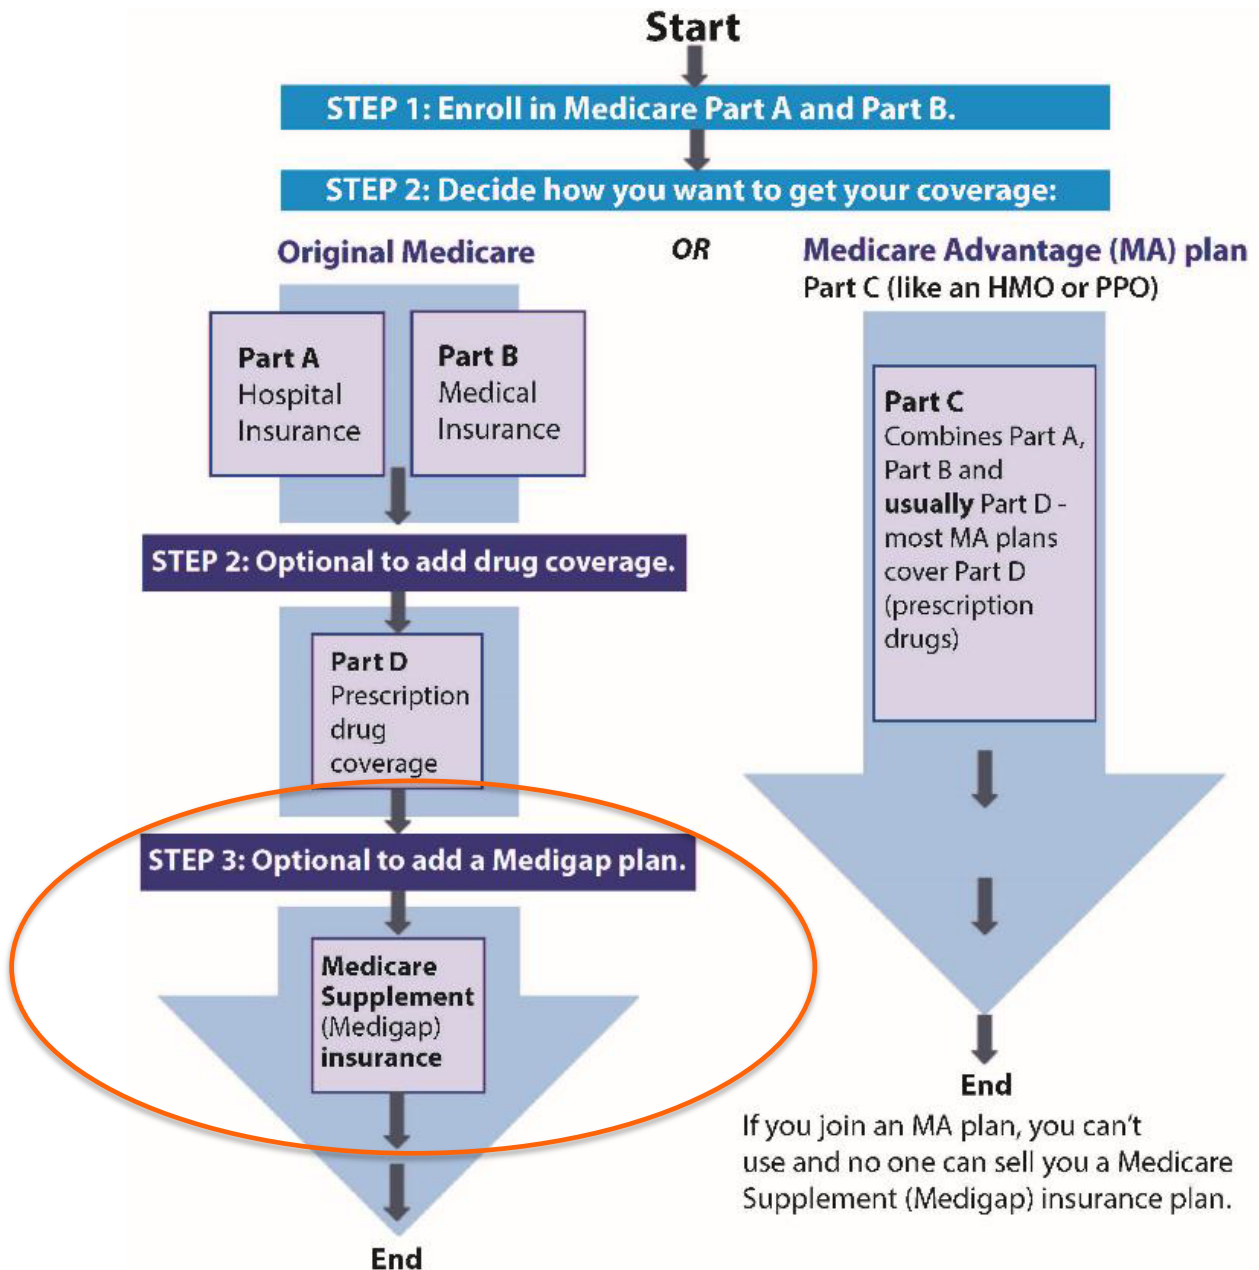 Start
STEP 1: Enroll in Medicare Part A and Part B.
STEP 2: Decide how you want to get your coverage:
Original Medicare
OR
Medicare Advantage (MA) plan
Part C (like an HMO or PPO)
Part A
Hospital
Insurance
Part B
Medical
Insurance
STEP 2: Optional to add drug coverage.
Part D
Prescription
drug
coverage
STEP 3: Optional to add a Medigap plan.
Medicare
Supplement
(Medigap)
insurance
End
Part C
Combines Part A,
Part B and
usually Part D -
most MA plans
cover Part D
(prescription
drugs)
End
If you join an MA plan, you can't
use and no one can sell you a Medicare
Supplement (Medigap) insurance plan.